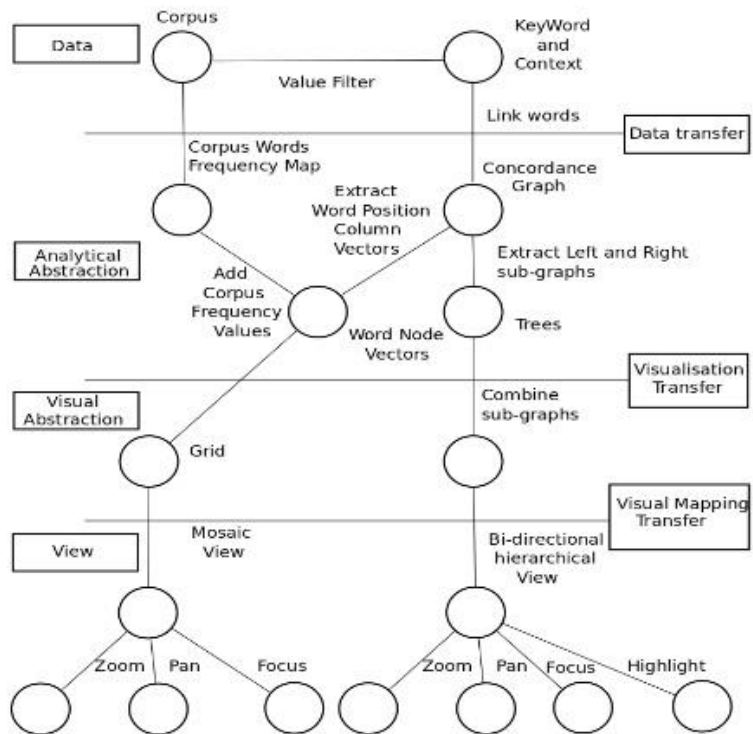 Corpus
KeyWord
and
Context
Data
Value Filter
Link words
Data transfer
Corpus Words
Frequency Map
Extract
Word Position
Column
Vectors
Concordance
Graph
Analytical
Abstraction
Add
Corpus
Frequency
Values
Extract Left and Right
sub-graphs
Word Node
Vectors
Trees
Visualisation
Transfer
Visual
Abstraction
Combine
sub-graphs
Grid
Visual Mapping
Transfer
View
Mosaic
View
Bi-directional
hierarchical
View
Zoom
Pan
Focus
Zoom
Pan
Focus
Highlight